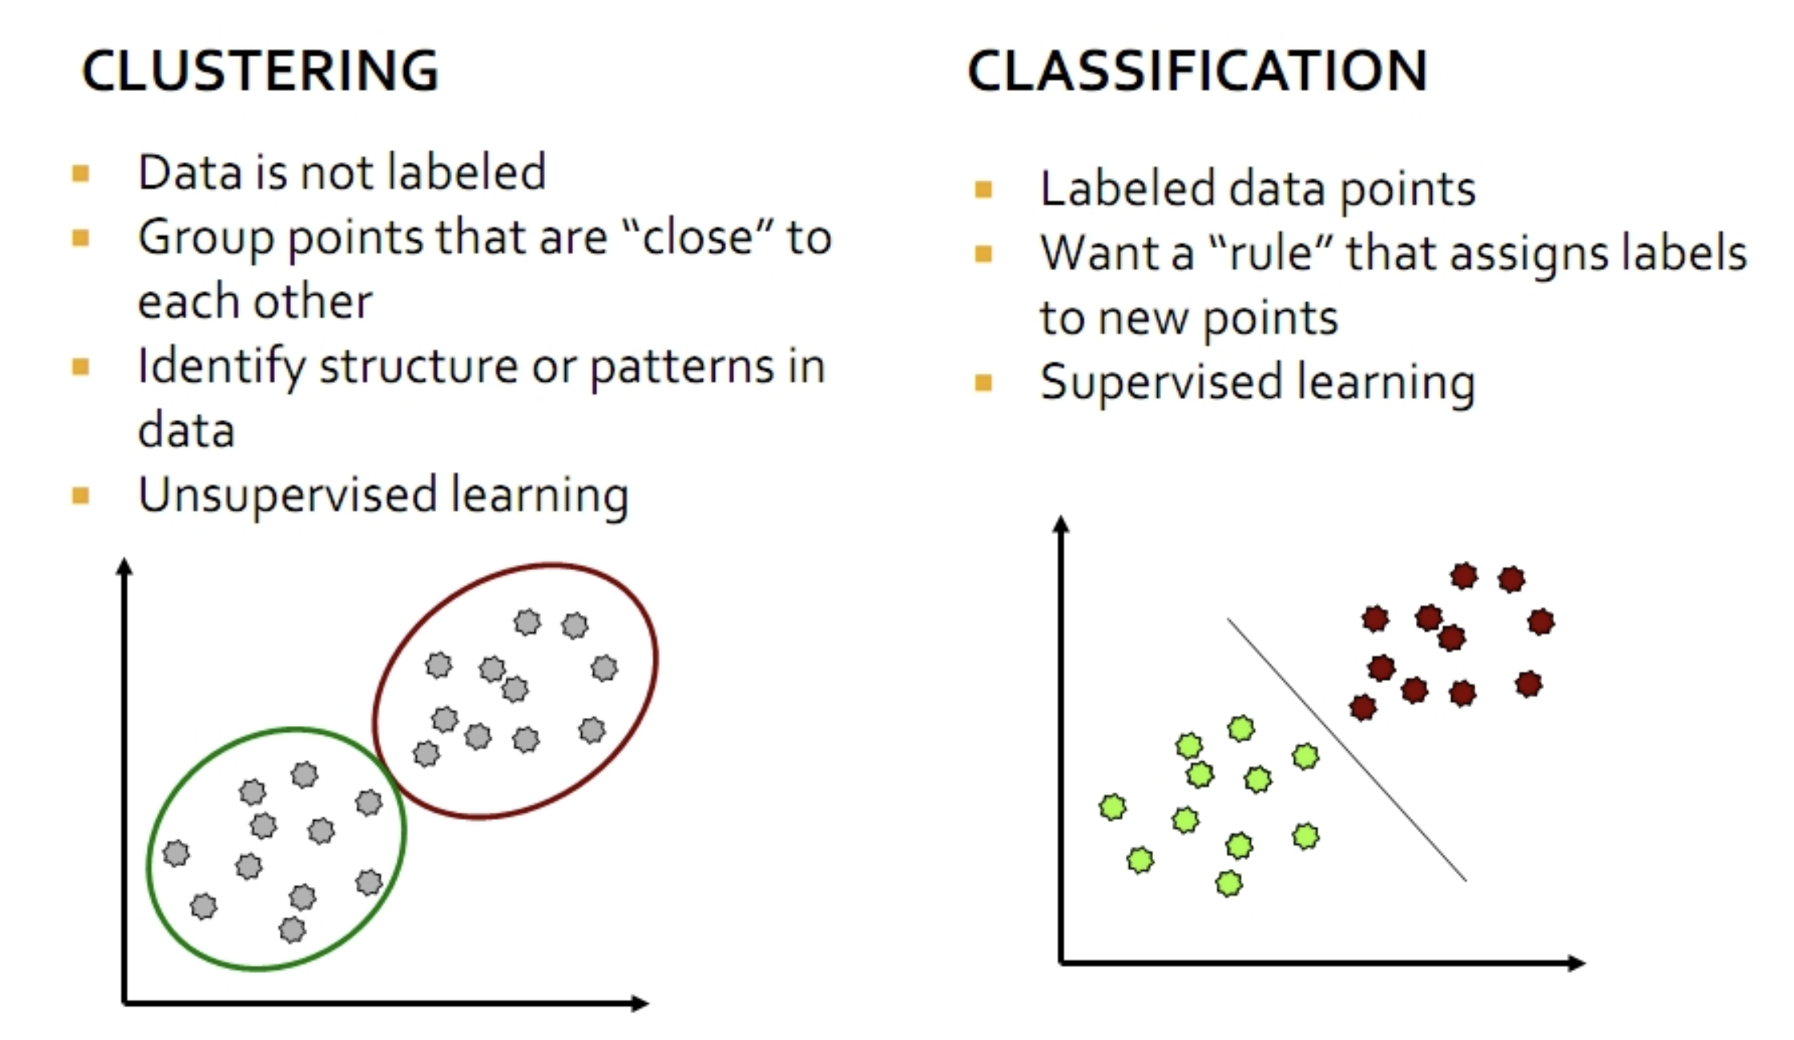 CLUSTERING
Data is not labeled
Group points that are “close” to
each other
Identify structure or patterns in
data
Unsupervised learning
CLASSIFICATION
Labeled data points
Want a “rule” that assigns labels
to new points
Supervised learning